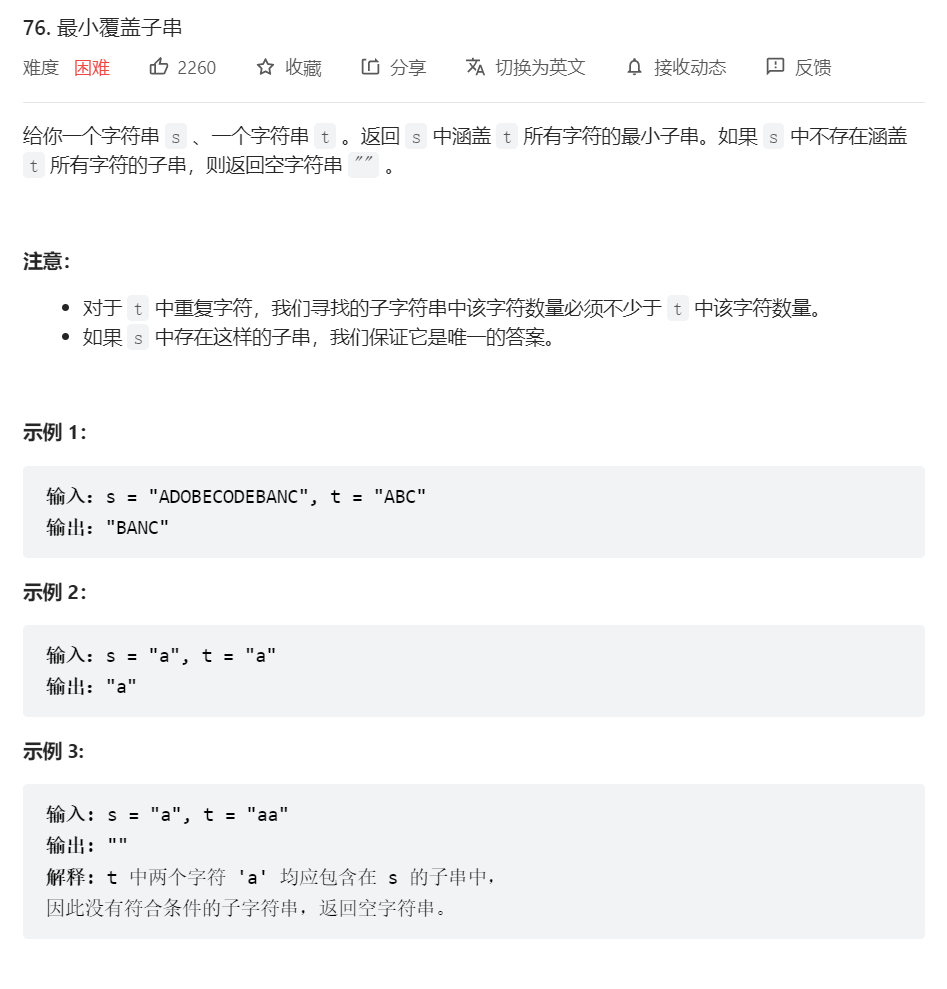 76. 最小覆盖子串
难度 困难 2260 收藏 分享 切换为英文 接收动态 反馈
给你一个字符串 s 、一个字符串 t 。返回 s 中涵盖 t 所有字符的最小子串。如果 s 中不存在涵盖
t 所有字符的子串，则返回空字符串 "" 。
注意：
• 对于 t 中重复字符，我们寻找的子字符串中该字符数量必须不少于 t 中该字符数量。
• 如果 s 中存在这样的子串，我们保证它是唯一的答案。
示例 1：
输入：s = "ADOBECODEBANC", t = "ABC"
输出："BANC"
示例 2：
输入：s = "a", t = "a"
输出："a"
示例 3:
输入: s = "a", t = "aa"
输出: ""
解释: t 中两个字符 'a' 均应包含在 s 的子串中，
因此没有符合条件的子字符串，返回空字符串。